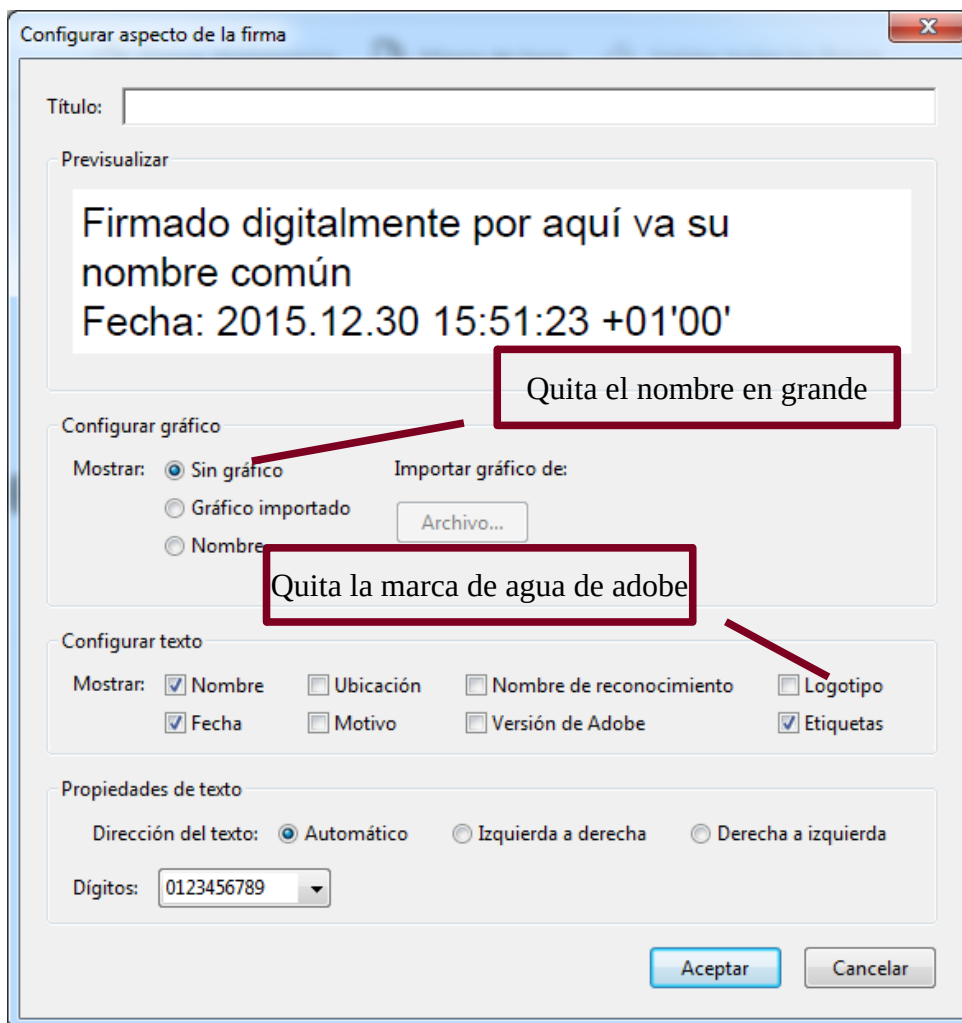 Configurar aspecto de la firma
Título:
Previsualizar
Firmado digitalmente por aquí va su
nombre común
Fecha: 2015.12.30 15:51:23 +01'00'
Quita el nombre en grande
Configurar gráfico
Mostrar: Sin gráfico Importar gráfico de:
Gráfico importado Archivo...
Nombre
Quita la marca de agua de adobe
Configurar texto
Mostrar: Nombre Ubicación Nombre de reconocimiento Logotipo
Fecha Motivo Versión de Adobe Etiquetas
Propiedades de texto
Dirección del texto: Automático Izquierda a derecha Derecha a izquierda
Dígitos: 0123456789
Aceptar Cancelar